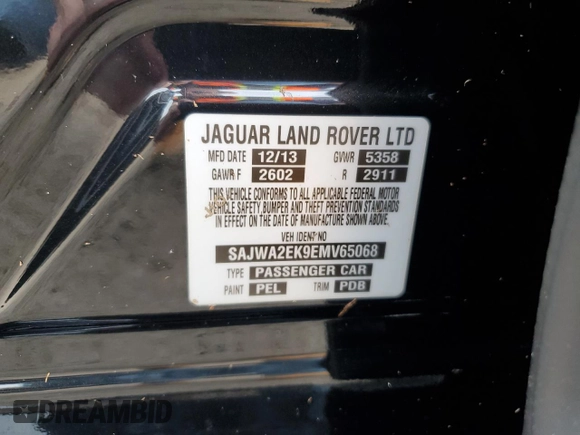 JAGUAR LAND ROVER LTD
MFD DATE 12/13 GVWR 5358
GAWR F 2602 R 2911
THIS VEHICLE CONFORMS TO ALL APPLICABLE FEDERAL MOTOR
VEHICLE SAFETY, BUMPER AND THEFT PREVENTION STANDARDS
IN EFFECT ON THE DATE OF MANUFACTURE SHOWN ABOVE.
VEH IDENT NO
SAJWA2EK9EMV65068
TYPE PASSENGER CAR
PAINT PEL TRIM PDB
DREAMBID